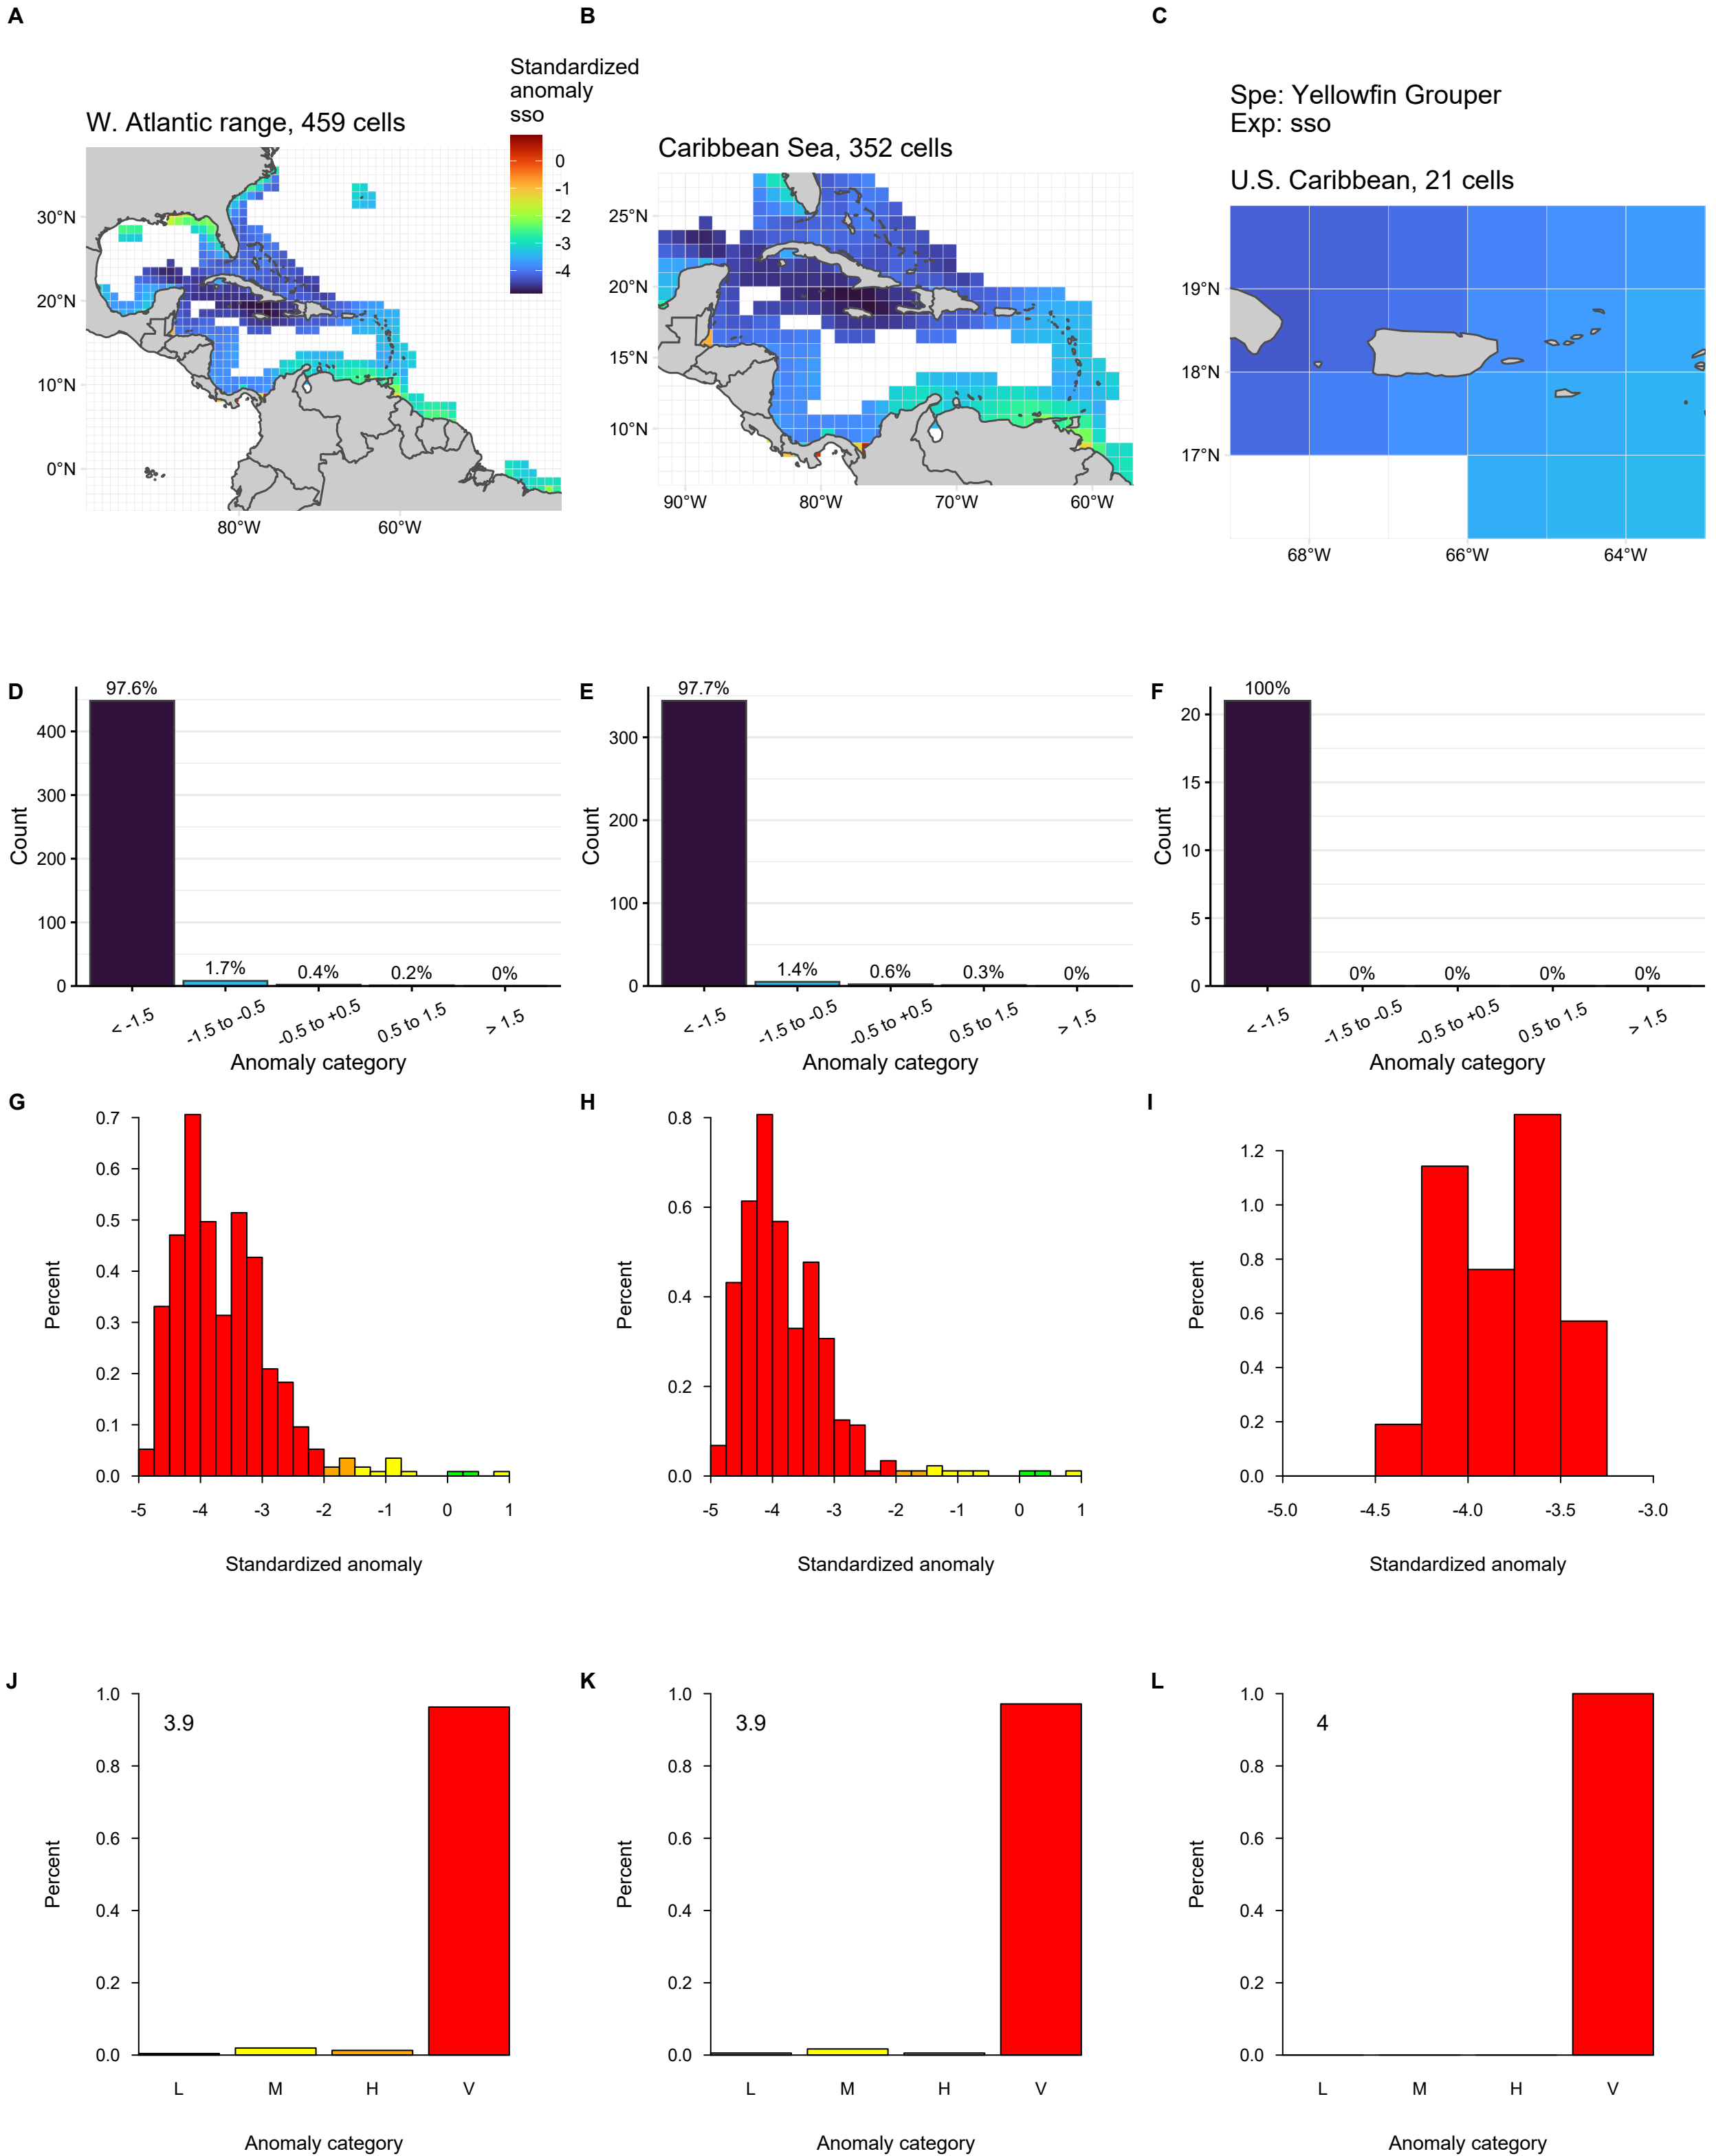 A
B
C
Standardized
anomaly
sso
0
-1
-2
-3
-4
W. Atlantic range, 459 cells
30°N
20°N
10°N
0°N
80°W
60°W
Caribbean Sea, 352 cells
25°N
20°N
15°N
10°N
90°W
80°W
70°W
60°W
Spe: Yellowfin Grouper
Exp: sso
U.S. Caribbean, 21 cells
19°N
18°N
17°N
68°W
66°W
64°W
D
Count
400
300
200
100
0
97.6%
1.7%
0.4%
0.2%
0%
< -1.5
-1.5 to -0.5
-0.5 to +0.5
0.5 to 1.5
> 1.5
Anomaly category
E
Count
300
200
100
0
97.7%
1.4%
0.6%
0.3%
0%
< -1.5
-1.5 to -0.5
-0.5 to +0.5
0.5 to 1.5
> 1.5
Anomaly category
F
Count
20
15
10
5
0
100%
0%
0%
0%
0%
< -1.5
-1.5 to -0.5
-0.5 to +0.5
0.5 to 1.5
> 1.5
Anomaly category
G
Percent
0.7
0.6
0.5
0.4
0.3
0.2
0.1
0.0
-5
-4
-3
-2
-1
0
1
Standardized anomaly
H
Percent
0.8
0.6
0.4
0.2
0.0
-5
-4
-3
-2
-1
0
1
Standardized anomaly
I
Percent
1.2
1.0
0.8
0.6
0.4
0.2
0.0
-5.0
-4.5
-4.0
-3.5
-3.0
Standardized anomaly
J
3.9
Percent
1.0
0.8
0.6
0.4
0.2
0.0
L
M
H
V
Anomaly category
K
3.9
Percent
1.0
0.8
0.6
0.4
0.2
0.0
L
M
H
V
Anomaly category
L
4
Percent
1.0
0.8
0.6
0.4
0.2
0.0
L
M
H
V
Anomaly category